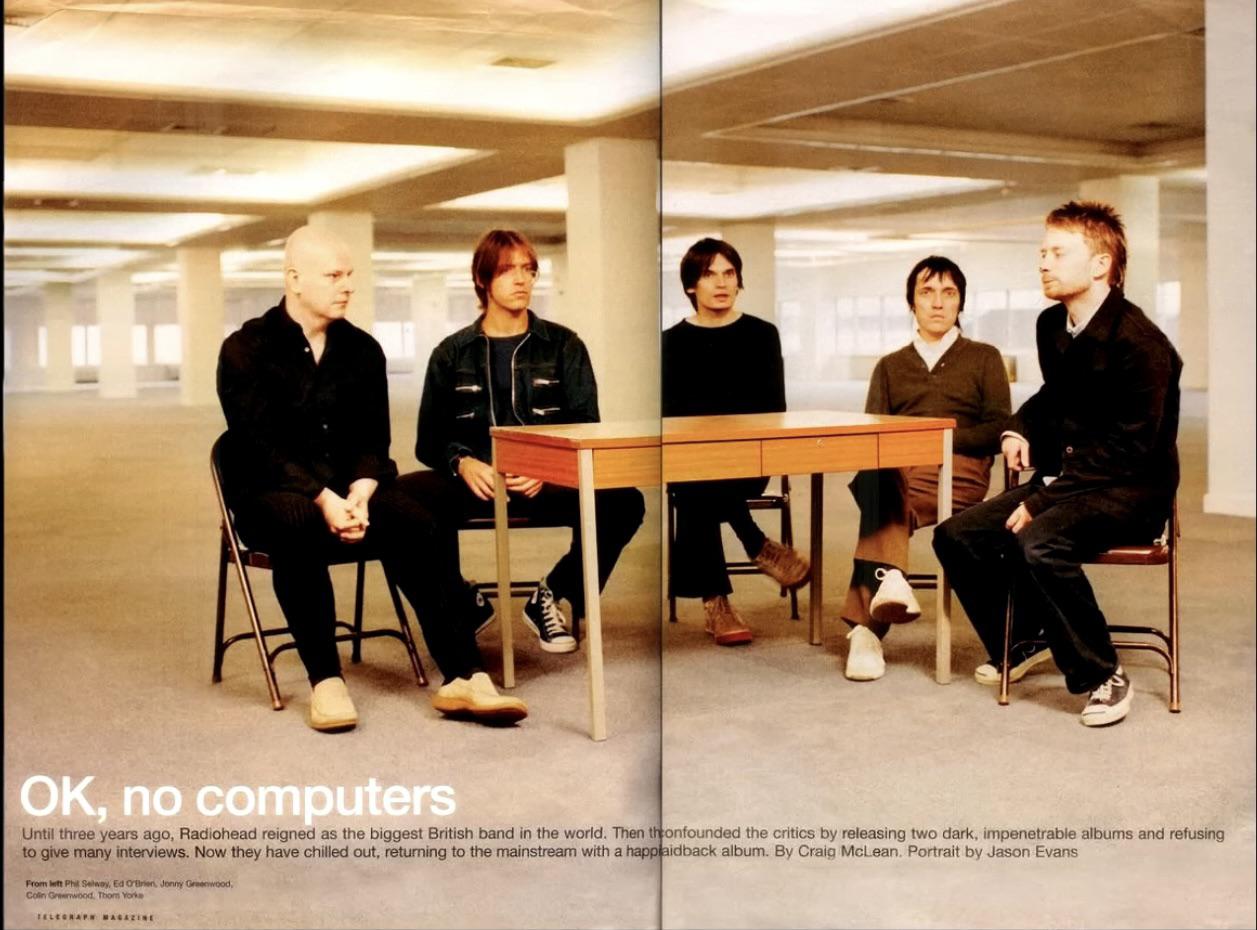 OK, no computers
Until three years ago, Radiohead reigned as the biggest British band in the world. Then th onfounded the critics by releasing two dark, impenetrable albums and refusing
to give many interviews. Now they have chilled out, returning to the mainstream with a happ aidback album. By Craig McLean. Portrait by Jason Evans
From left Phil Selway, Ed O'Brien, Jonny Greenwood,
Colin Greenwood, Thom Yorke
TELEGRAPH MAGAZINE